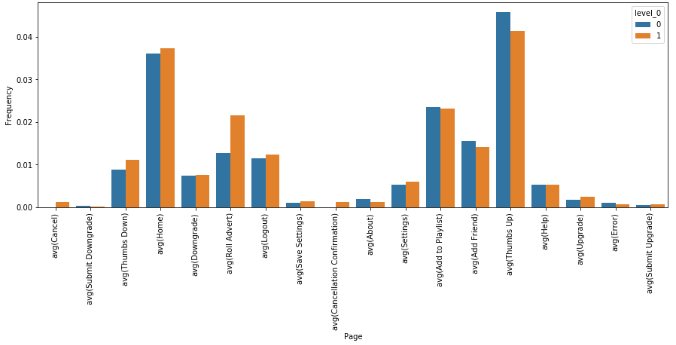 level_0
0
1
Frequency
0.04
0.03
0.02
0.01
0.00
avg(Cancel)
avg(Submit Downgrade)
avg(Thumbs Down)
avg(Home)
avg(Downgrade)
avg(Roll Advert)
avg(Logout)
avg(Save Settings)
avg(Cancellation Confirmation)
avg(About)
avg(Settings)
avg(Add to Playlist)
avg(Add Friend)
avg(Thumbs Up)
avg(Help)
avg(Upgrade)
avg(Error)
avg(Submit Upgrade)
Page